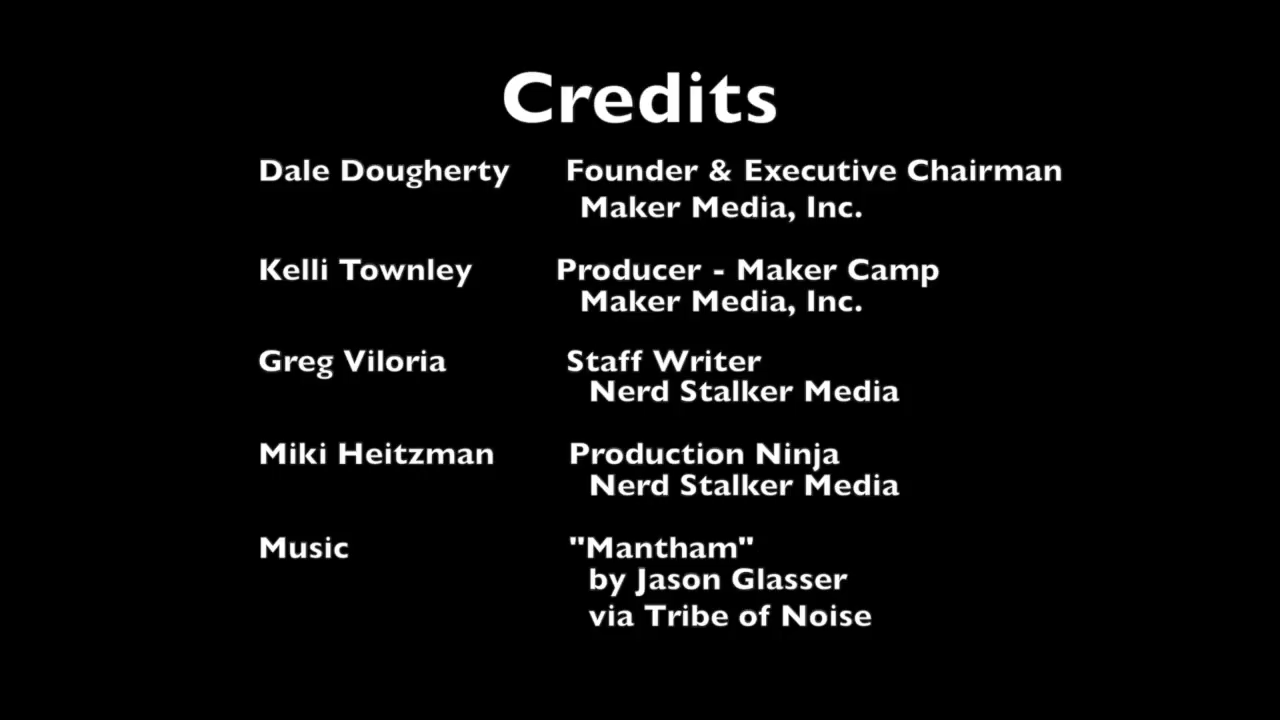 Credits
Dale Dougherty Founder & Executive Chairman
Maker Media, Inc.
Kelli Townley Producer - Maker Camp
Maker Media, Inc.
Greg Viloria Staff Writer
Nerd Stalker Media
Miki Heitzman Production Ninja
Nerd Stalker Media
Music "Mantham"
by Jason Glasser
via Tribe of Noise